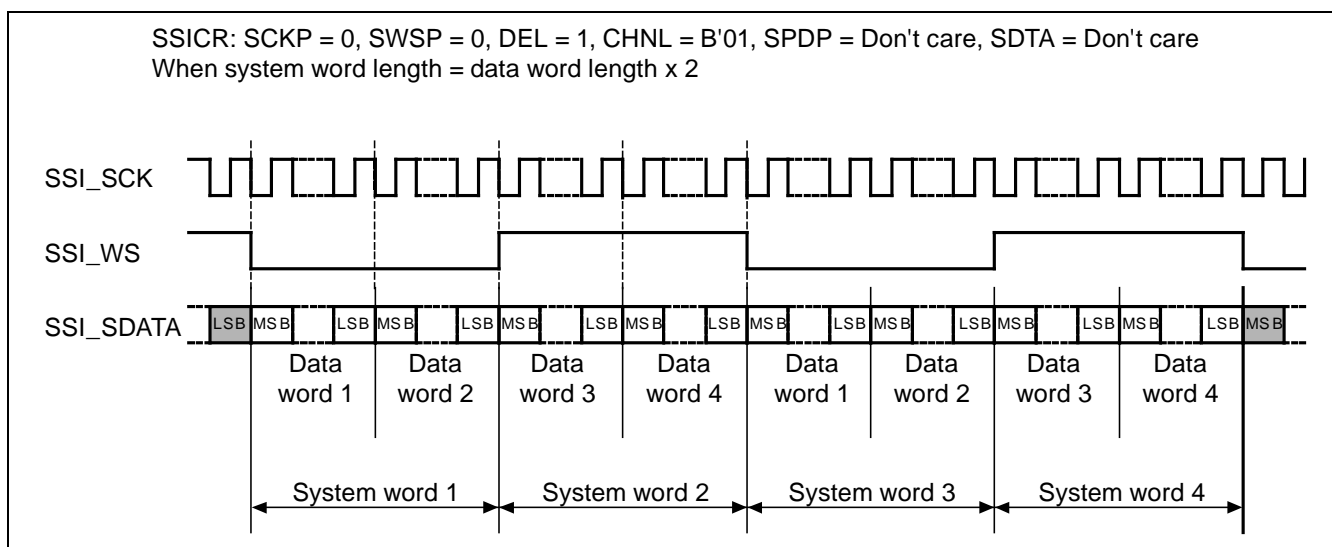 SSICR: SCKP = 0, SWSP = 0, DEL = 1, CHNL = B'01, SPDP = Don't care, SDTA = Don't care
When system word length = data word length x 2
SSI_SCK
SSI_WS
SSI_SDATA
LSB MSB LSB MSB LSB MSB LSB MSB LSB MSB LSB MSB LSB MSB LSB MSB LSB MSB
Data Data Data Data Data Data Data Data
word 1 word 2 word 3 word 4 word 1 word 2 word 3 word 4
System word 1 System word 2 System word 3 System word 4